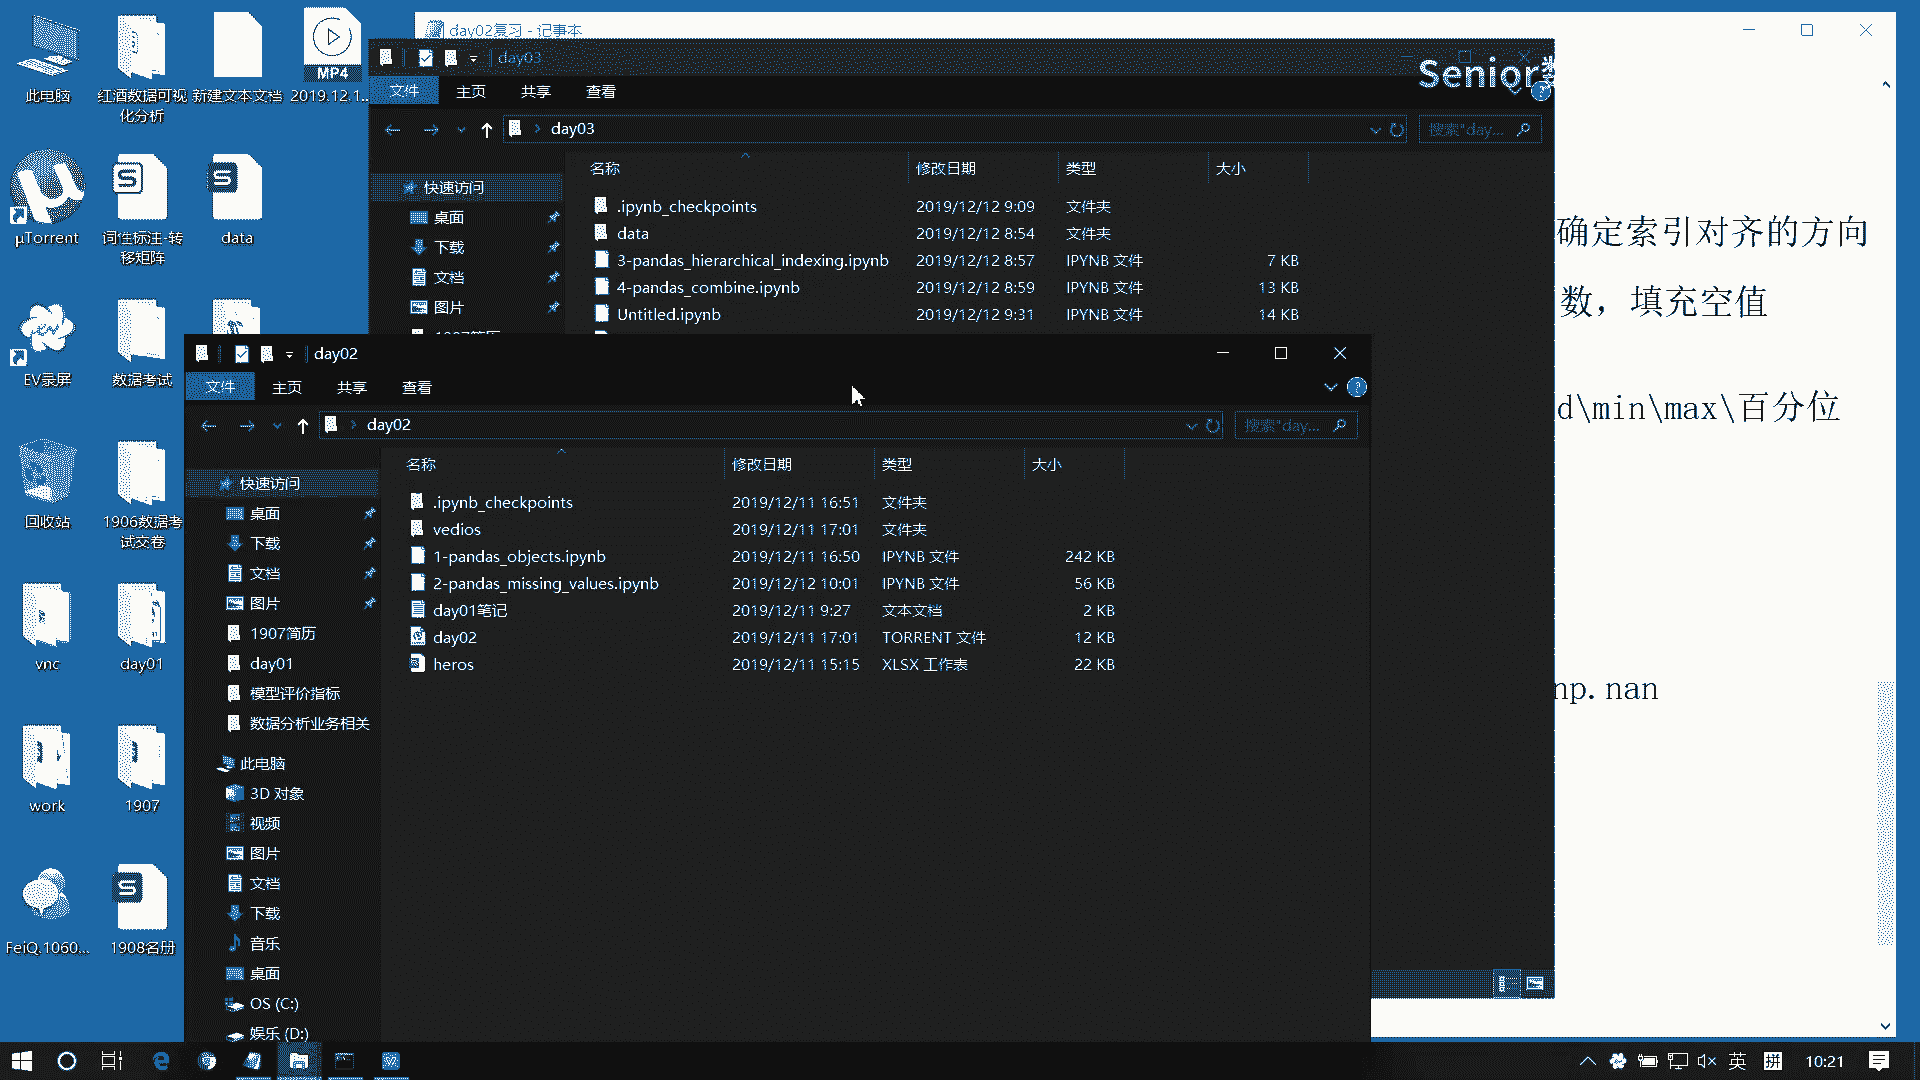 此电脑
红酒数据可视
化分析
新建文本文档
MP4
2019.12.1...
µTorrent
词性标注-转
移矩阵
data
EV录屏
数据考试
回收站
1906数据考
试交卷
vnc
day01
work
1907
FeiQ.1060...
1908名册
day02复习 - 记事本
确定索引对齐的方向
数，填充空值
d\min\max\百分位
np.nan
day03
Senior数
文件
主页
共享
查看
day03
搜索"day...
名称
修改日期
类型
大小
快速访问
桌面
下载
文档
图片
.ipynb_checkpoints 2019/12/12 9:09 文件夹
data 2019/12/12 8:54 文件夹
3-pandas_hierarchical_indexing.ipynb 2019/12/12 8:57 IPYNB 文件 7 KB
4-pandas_combine.ipynb 2019/12/12 8:59 IPYNB 文件 13 KB
Untitled.ipynb 2019/12/12 9:31 IPYNB 文件 14 KB
day02
文件
主页
共享
查看
day02
搜索"day...
名称
修改日期
类型
大小
快速访问
桌面
下载
文档
图片
1907简历
day01
模型评价指标
数据分析业务相关
此电脑
3D 对象
视频
图片
文档
下载
音乐
桌面
OS (C:)
娱乐 (D:)
.ipynb_checkpoints 2019/12/11 16:51 文件夹
vedios 2019/12/11 17:01 文件夹
1-pandas_objects.ipynb 2019/12/11 16:50 IPYNB 文件 242 KB
2-pandas_missing_values.ipynb 2019/12/12 10:01 IPYNB 文件 56 KB
day01笔记 2019/12/11 9:27 文本文档 2 KB
day02 2019/12/11 17:01 TORRENT 文件 12 KB
heros 2019/12/11 15:15 XLSX 工作表 22 KB
英
拼
10:21